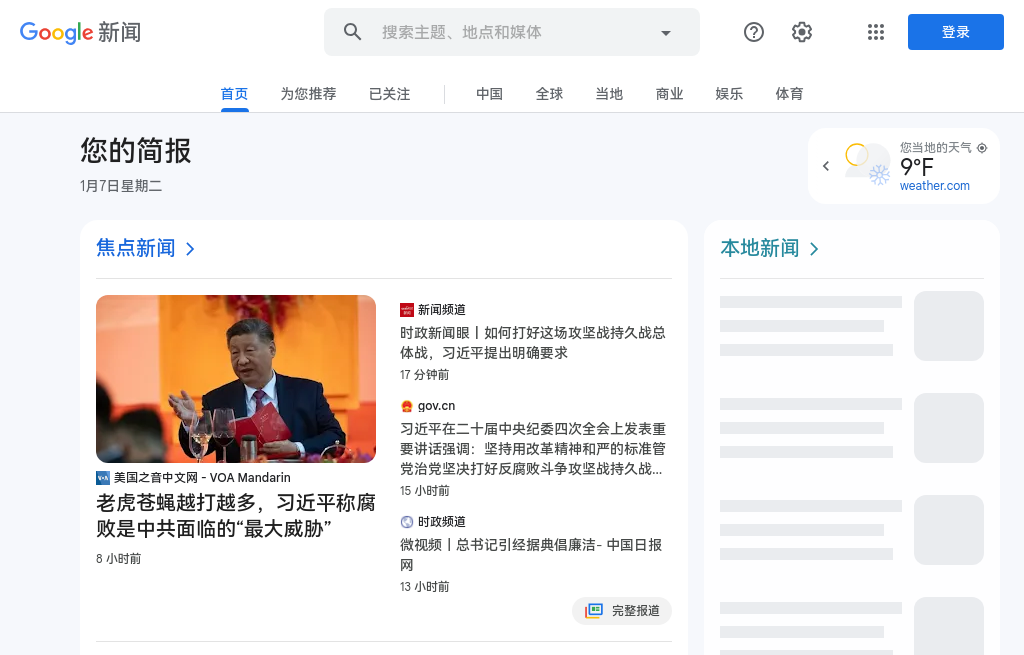 Google 新闻
搜索主题、地点和媒体
登录
首页
为您推荐
已关注
中国
全球
当地
商业
娱乐
体育
您的简报
1月7日星期二
您当地的天气
9°F
weather.com
焦点新闻
美国之音中文网 - VOA Mandarin
老虎苍蝇越打越多，习近平称腐
败是中共面临的“最大威胁”
8 小时前
新闻频道
时政新闻眼丨如何打好这场攻坚战持久战总
体战，习近平提出明确要求
17 分钟前
gov.cn
习近平在二十届中央纪委四次全会上发表重
要讲话强调：坚持用改革精神和严的标准管
党治党坚决打好反腐败斗争攻坚战持久战...
15 小时前
时政频道
微视频丨总书记引经据典倡廉洁- 中国日报
网
13 小时前
完整报道
本地新闻